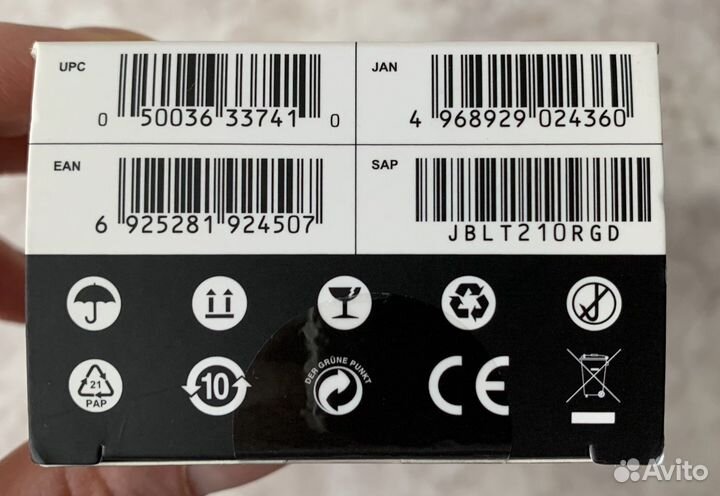 UPC
0 50036 33741 0
JAN
4 968929 024360
EAN
6 925281 924507
SAP
JBLT210RGD
21
PAP
10
DER GRÜNE PUNKT
CE
Avito